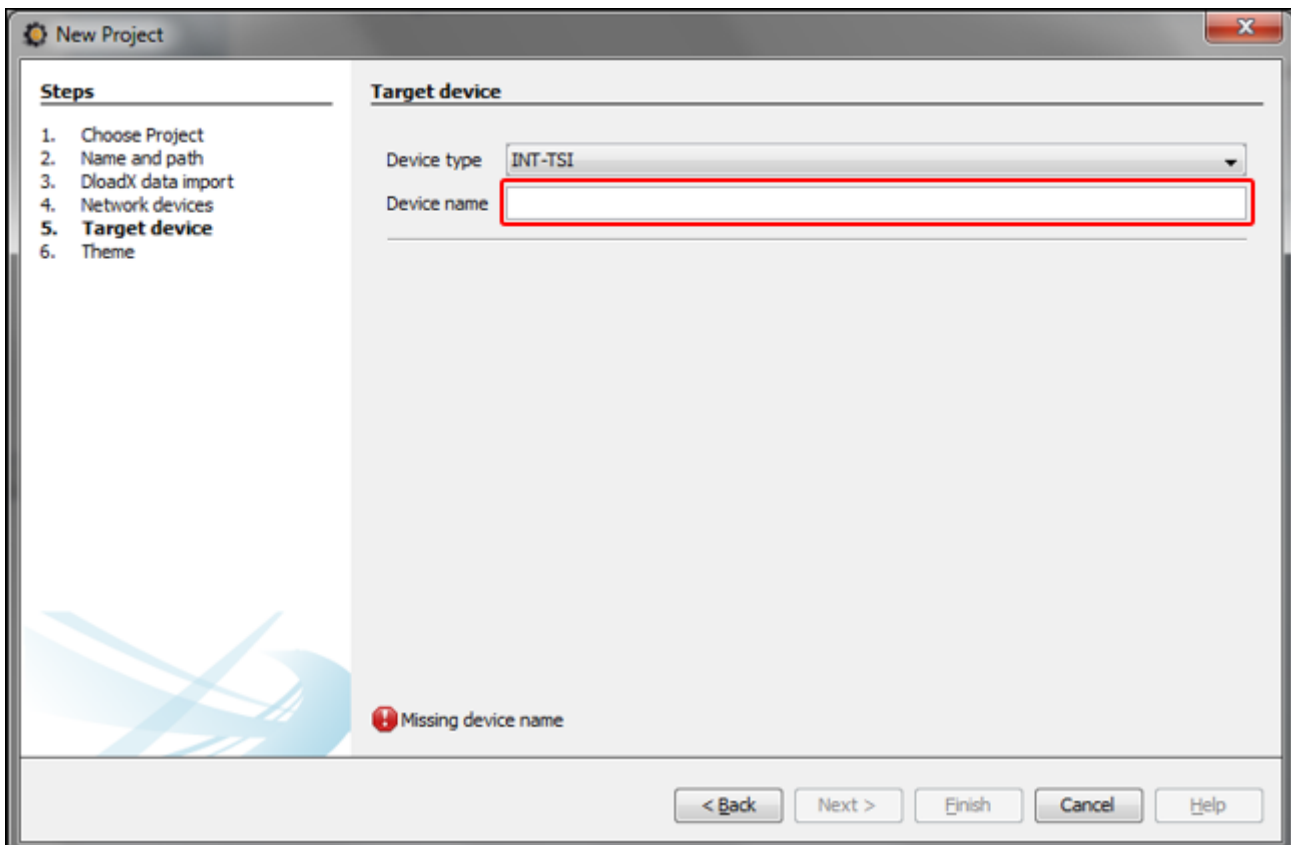 New Project
Steps
1. Choose Project
2. Name and path
3. DloadX data import
4. Network devices
5. Target device
6. Theme
Target device
Device type INT-TSI
Device name
Missing device name
< Back Next > Finish Cancel Help